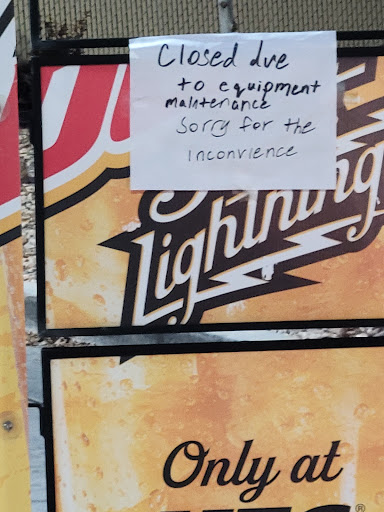 Closed due
to equipment
maintenance
Sorry for the
inconvience
Lightning
Only at